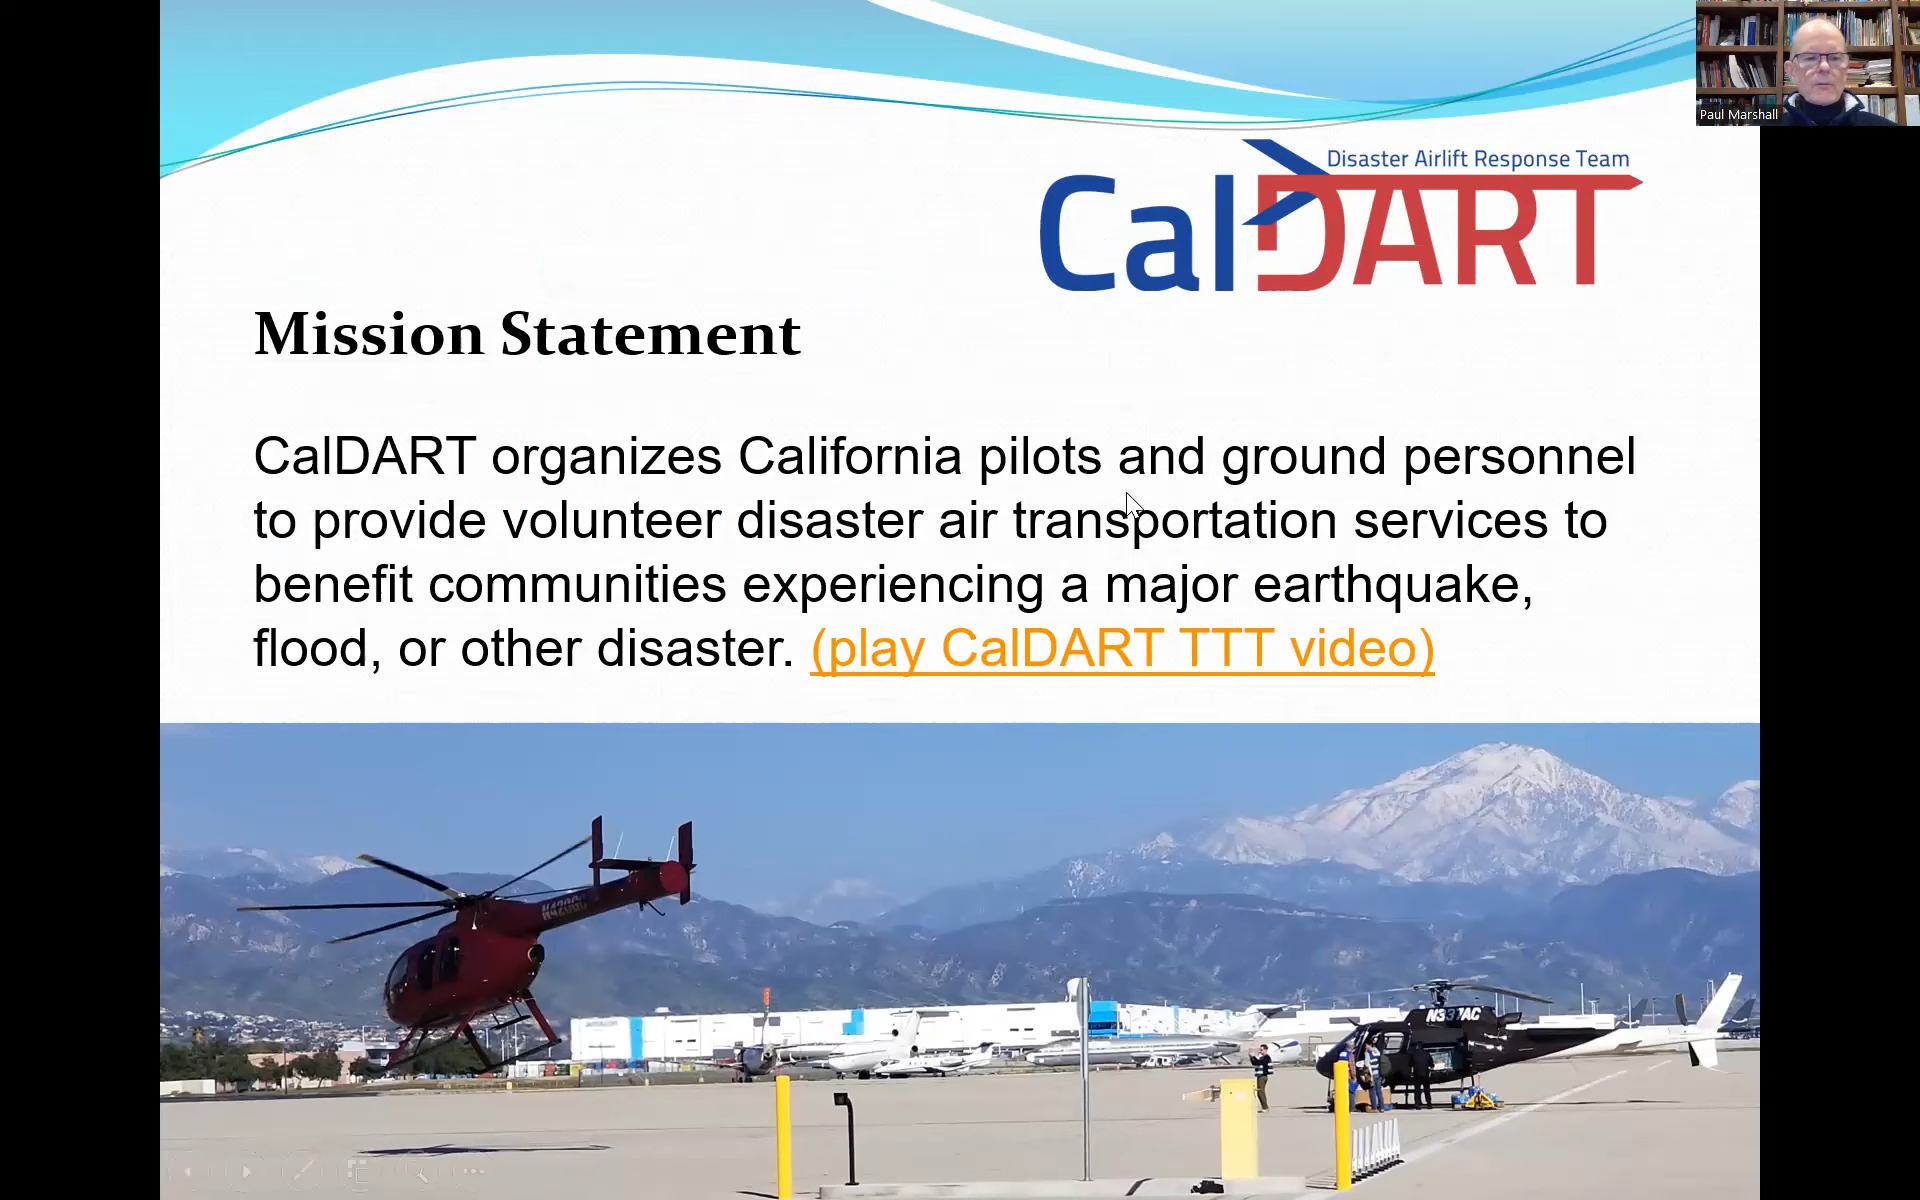 Paul Marshall
Disaster Airlift Response Team
CalDART
Mission Statement
CalDART organizes California pilots and ground personnel
to provide volunteer disaster air transportation services to
benefit communities experiencing a major earthquake,
flood, or other disaster. (play CalDART TTT video)
N337AC